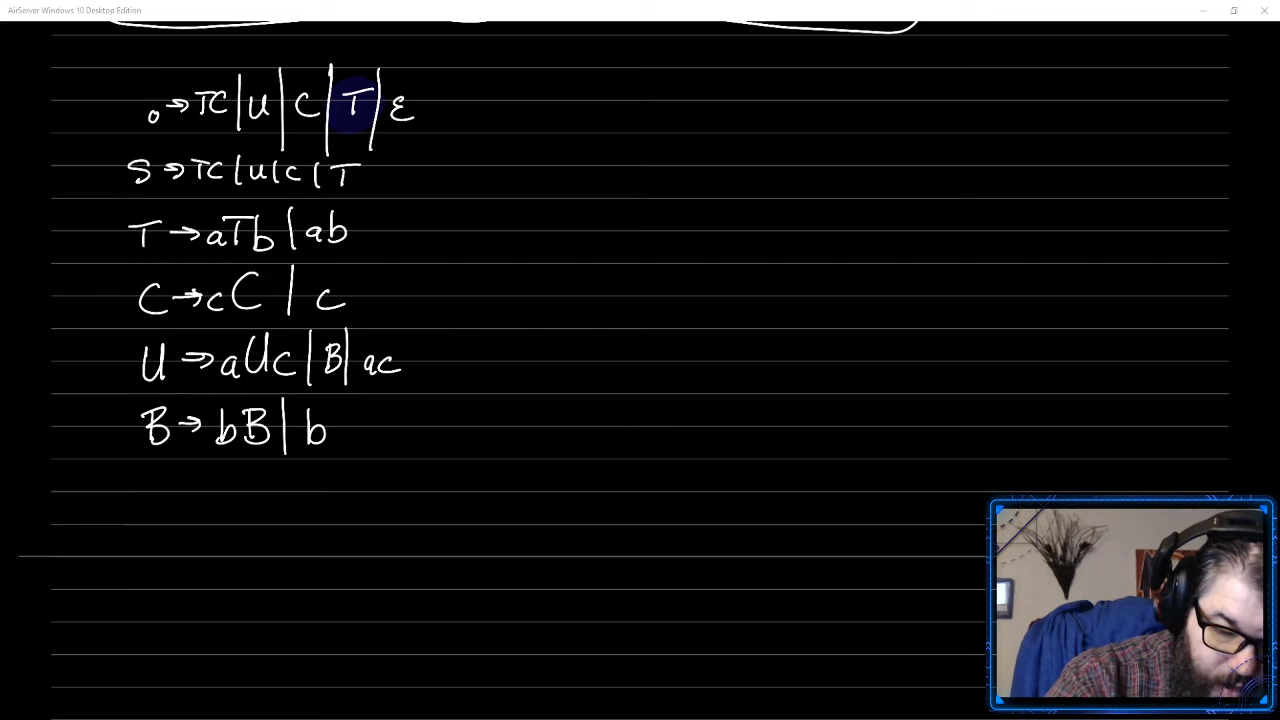 AirServer Windows 10 Desktop Edition
₀ → TC | U | C | T | ε
S → TC | U | C | T
T → aTb | ab
C → cC | c
U → aUc | B | ac
B → bB | b